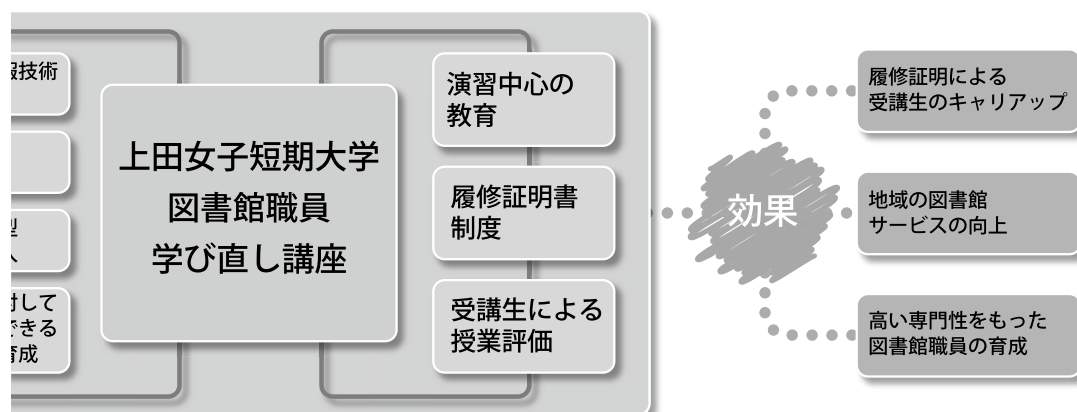 技術
対して
できる
育成
上田女子短期大学
図書館職員
学び直し講座
演習中心の
教育
履修証明書
制度
受講生による
授業評価
効果
履修証明による
受講生のキャリアップ
地域の図書館
サービスの向上
高い専門性をもった
図書館職員の育成